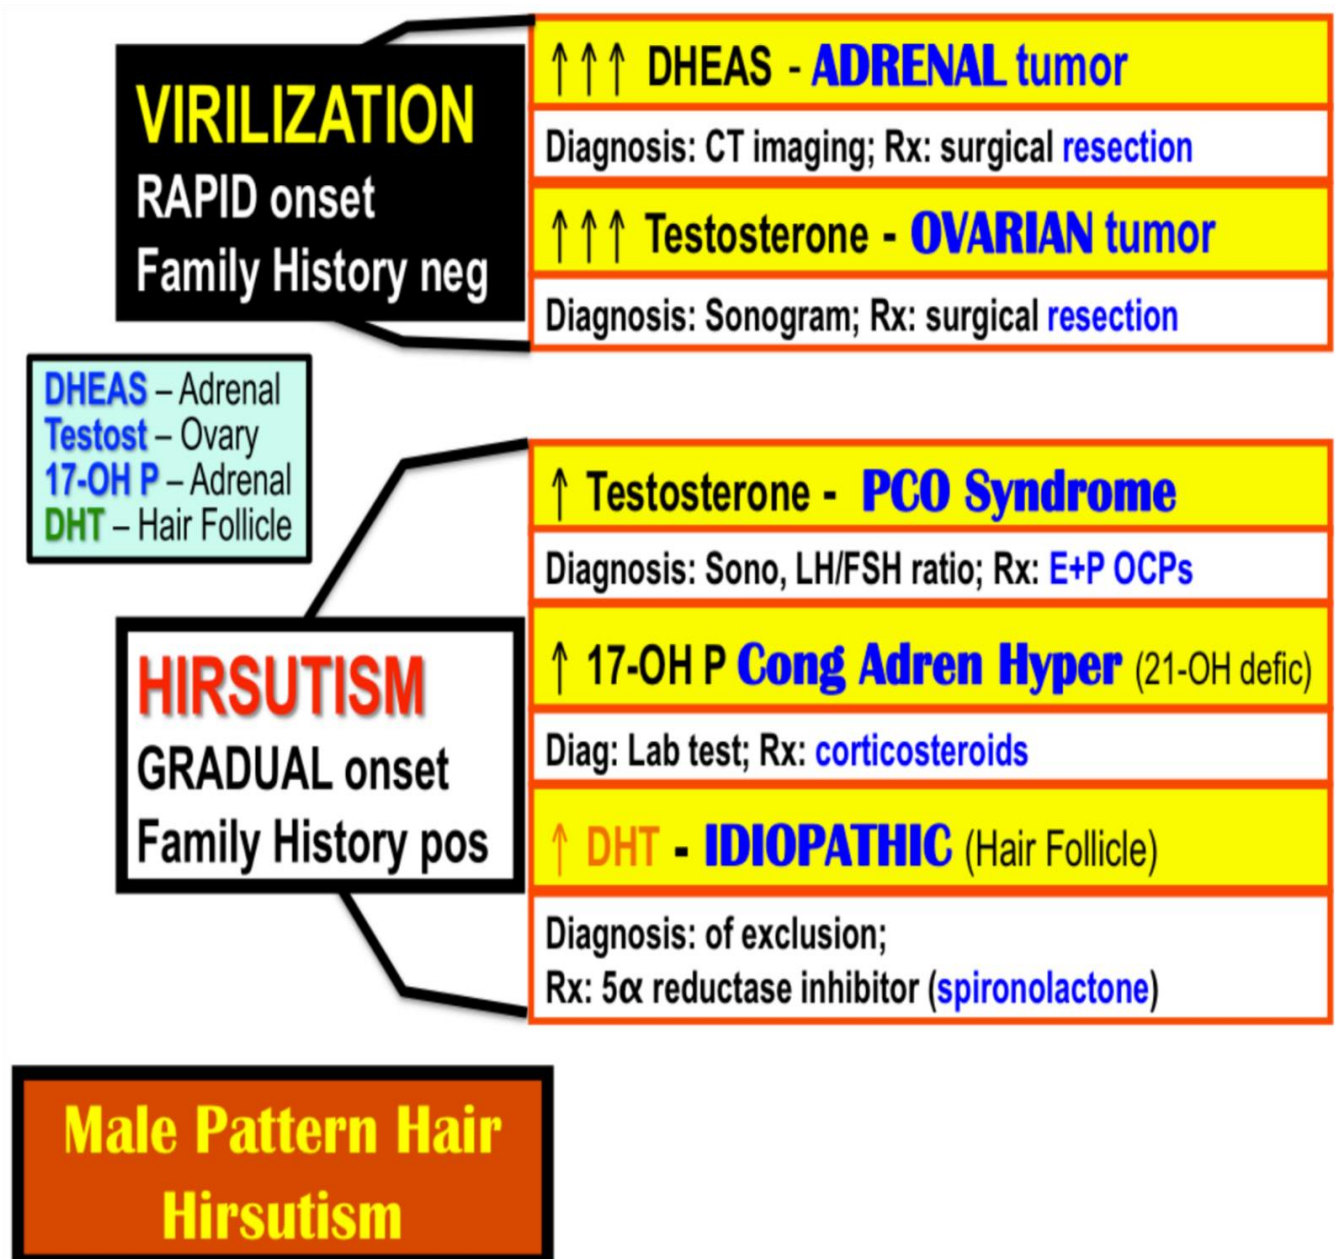 VIRILIZATION
RAPID onset
Family History neg
↑↑↑ DHEAS - ADRENAL tumor
Diagnosis: CT imaging; Rx: surgical resection
↑↑↑ Testosterone - OVARIAN tumor
Diagnosis: Sonogram; Rx: surgical resection
DHEAS – Adrenal
Testost – Ovary
17-OH P – Adrenal
DHT – Hair Follicle
HIRSUTISM
GRADUAL onset
Family History pos
↑ Testosterone - PCO Syndrome
Diagnosis: Sono, LH/FSH ratio; Rx: E+P OCPs
↑ 17-OH P Cong Adren Hyper (21-OH defic)
Diag: Lab test; Rx: corticosteroids
↑ DHT - IDIOPATHIC (Hair Follicle)
Diagnosis: of exclusion;
Rx: 5α reductase inhibitor (spironolactone)
Male Pattern Hair
Hirsutism